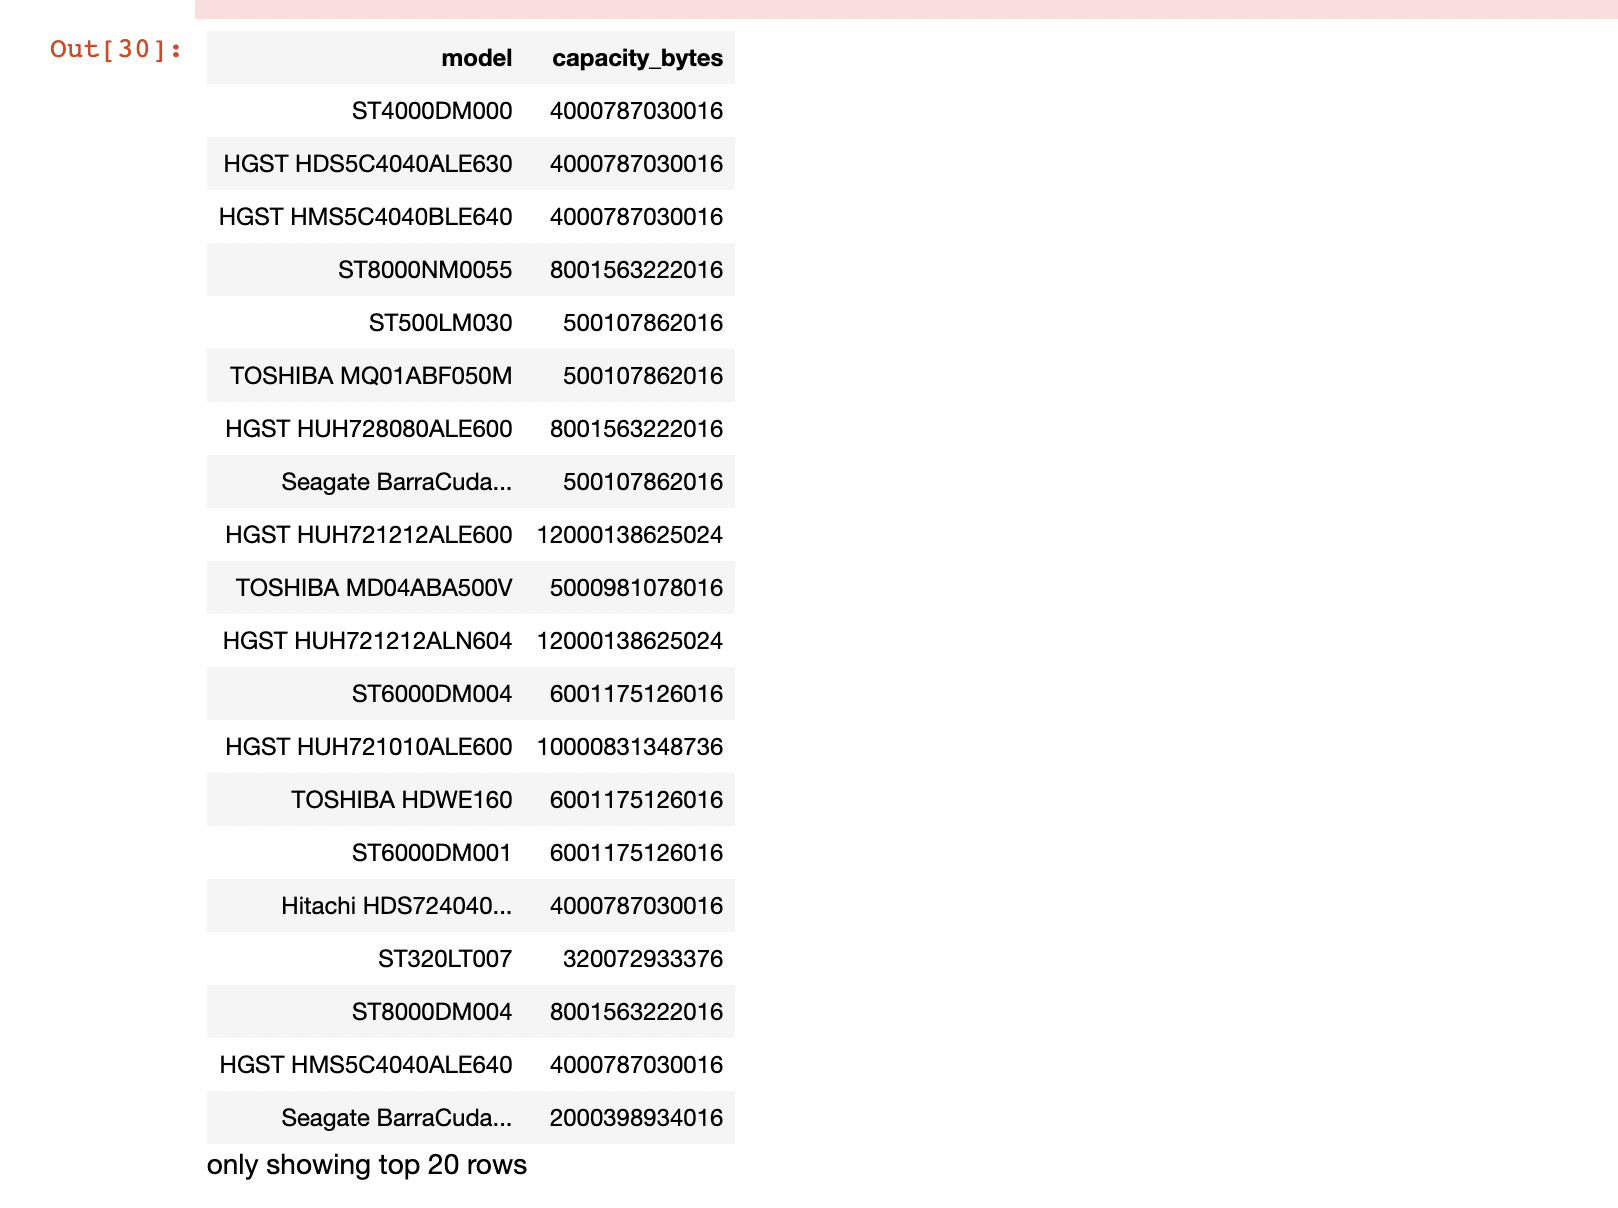 Out[30]:
model capacity_bytes
ST4000DM000 4000787030016
HGST HDS5C4040ALE630 4000787030016
HGST HMS5C4040BLE640 4000787030016
ST8000NM0055 8001563222016
ST500LM030 500107862016
TOSHIBA MQ01ABF050M 500107862016
HGST HUH728080ALE600 8001563222016
Seagate BarraCuda... 500107862016
HGST HUH721212ALE600 12000138625024
TOSHIBA MD04ABA500V 5000981078016
HGST HUH721212ALN604 12000138625024
ST6000DM004 6001175126016
HGST HUH721010ALE600 10000831348736
TOSHIBA HDWE160 6001175126016
ST6000DM001 6001175126016
Hitachi HDS724040... 4000787030016
ST320LT007 320072933376
ST8000DM004 8001563222016
HGST HMS5C4040ALE640 4000787030016
Seagate BarraCuda... 2000398934016
only showing top 20 rows